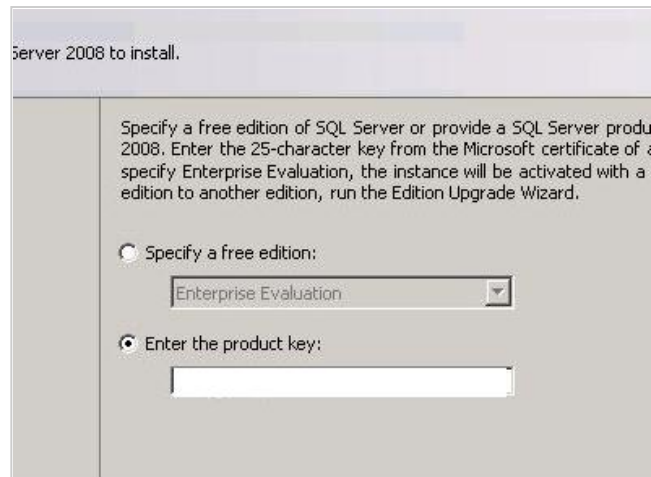 Server 2008 to install.
Specify a free edition of SQL Server or provide a SQL Server produ
2008. Enter the 25-character key from the Microsoft certificate of a
specify Enterprise Evaluation, the instance will be activated with a
edition to another edition, run the Edition Upgrade Wizard.
Specify a free edition:
Enterprise Evaluation
Enter the product key: